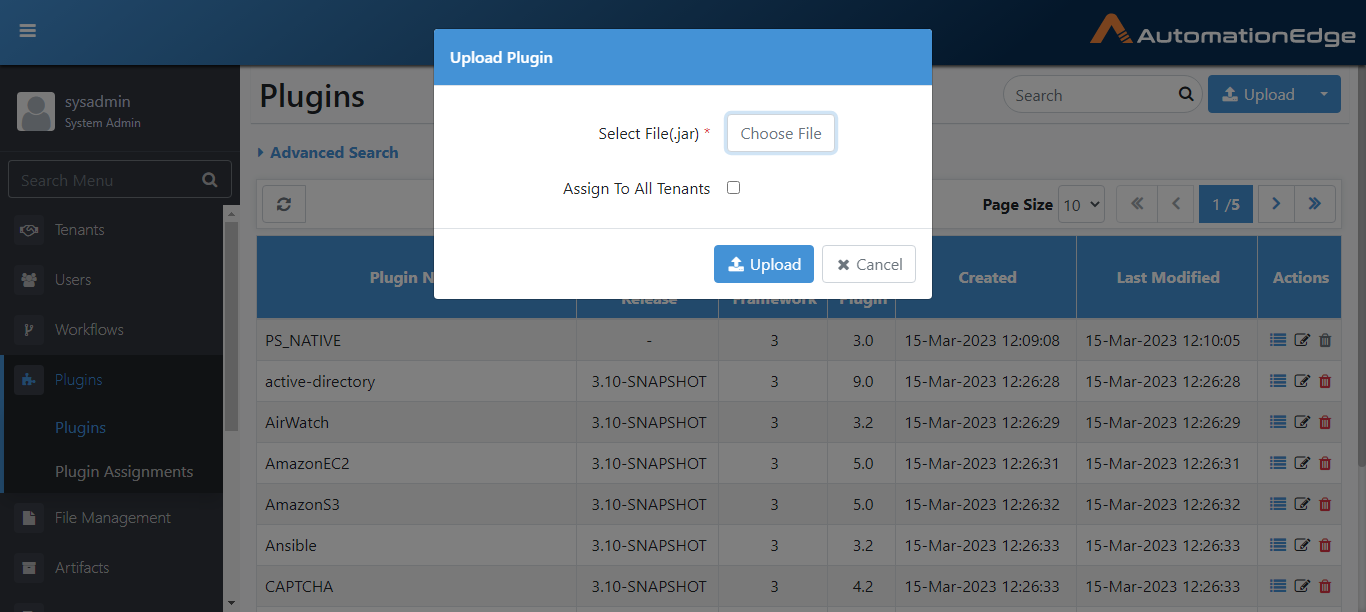 AutomationEdge
sysadmin
System Admin
Search Menu
Tenants
Users
Workflows
Plugins
Plugins
Plugin Assignments
File Management
Artifacts
Plugins
Search
Upload
Advanced Search
Page Size 10
1 /5
Upload Plugin
Select File(.jar) *
Choose File
Assign To All Tenants
Upload
Cancel
Plugin N Release Framework Plugin Created Last Modified Actions
PS_NATIVE - 3 3.0 15-Mar-2023 12:09:08 15-Mar-2023 12:10:05
active-directory 3.10-SNAPSHOT 3 9.0 15-Mar-2023 12:26:28 15-Mar-2023 12:26:28
AirWatch 3.10-SNAPSHOT 3 3.2 15-Mar-2023 12:26:29 15-Mar-2023 12:26:29
AmazonEC2 3.10-SNAPSHOT 3 5.0 15-Mar-2023 12:26:31 15-Mar-2023 12:26:31
AmazonS3 3.10-SNAPSHOT 3 5.0 15-Mar-2023 12:26:32 15-Mar-2023 12:26:32
Ansible 3.10-SNAPSHOT 3 3.2 15-Mar-2023 12:26:33 15-Mar-2023 12:26:33
CAPTCHA 3.10-SNAPSHOT 3 4.2 15-Mar-2023 12:26:33 15-Mar-2023 12:26:33